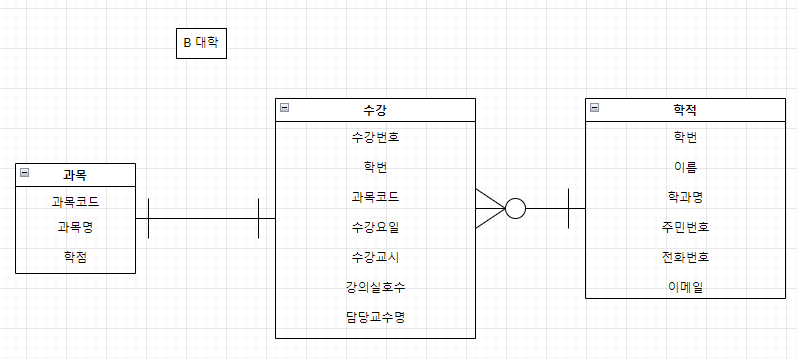 B 대학
과목
과목코드
과목명
학점
수강
수강번호
학번
과목코드
수강요일
수강교시
강의실호수
담당교수명
학적
학번
이름
학과명
주민번호
전화번호
이메일